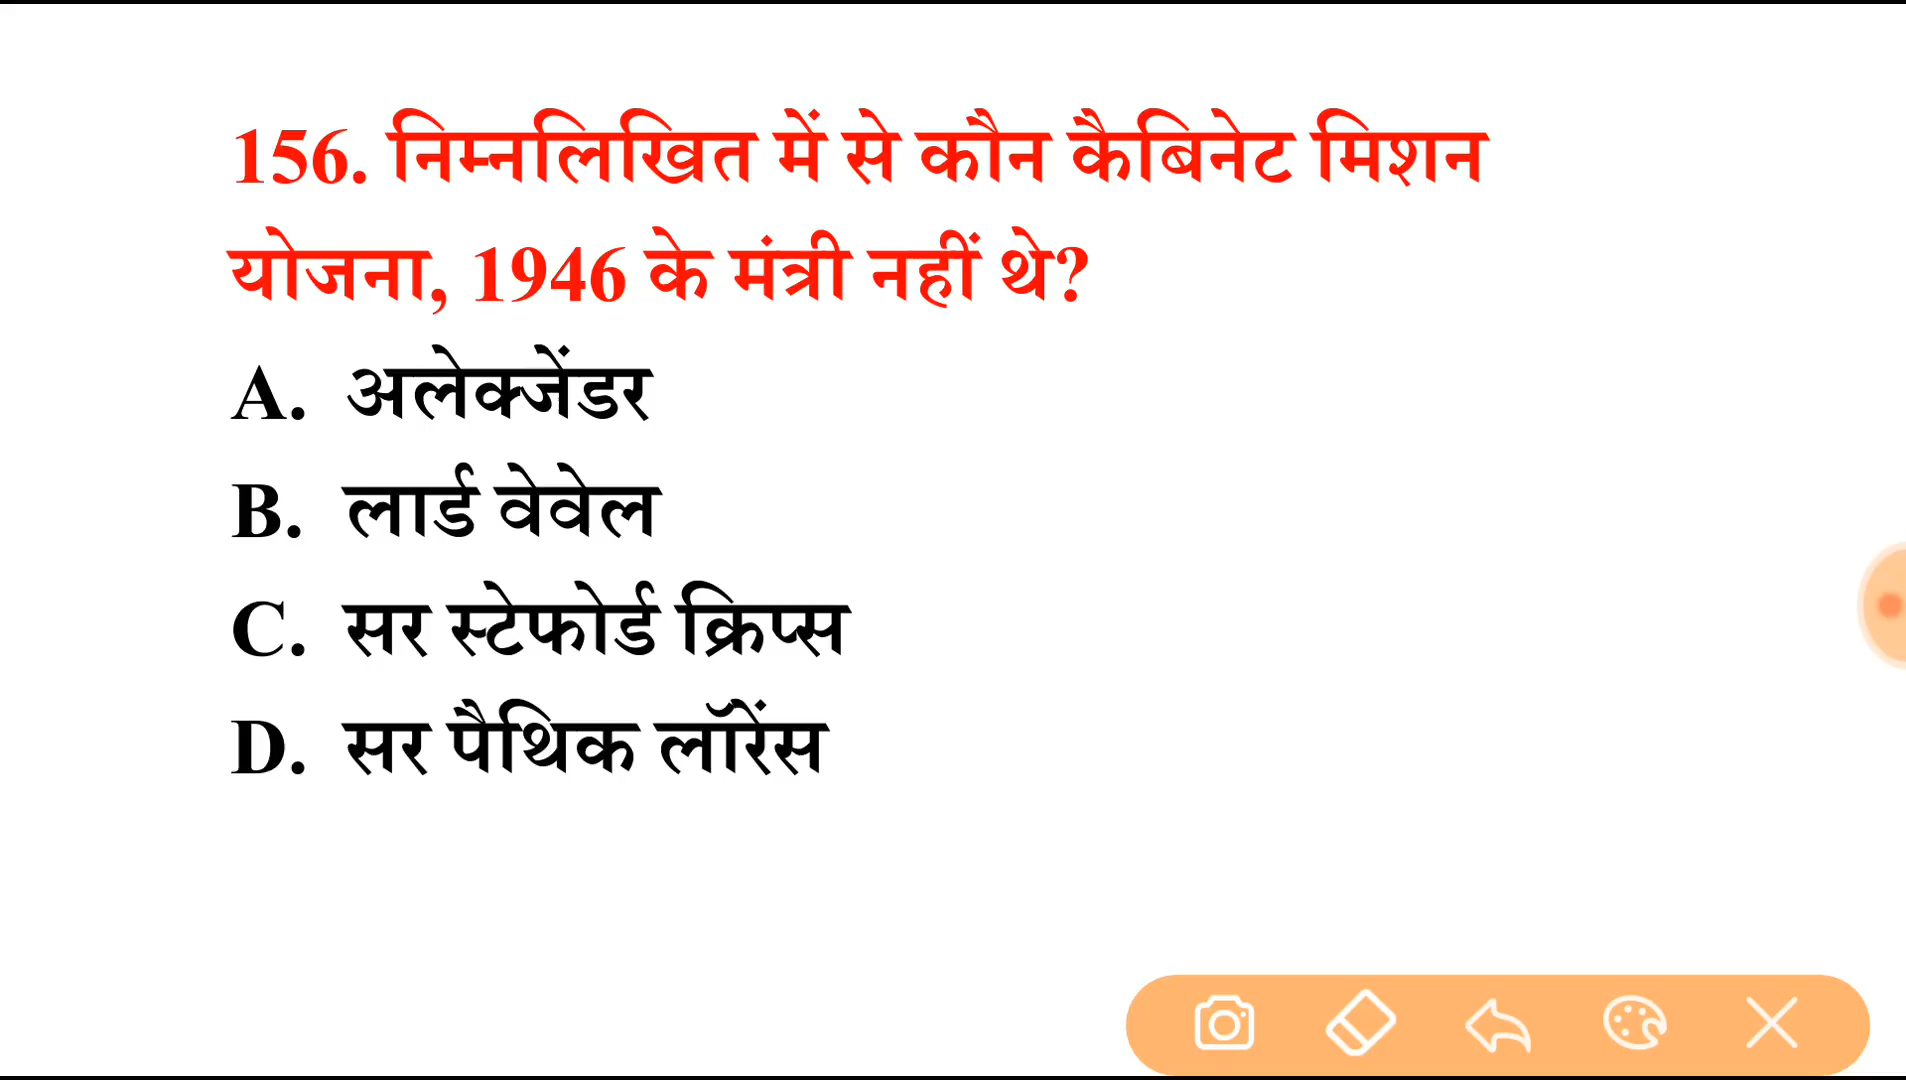 156. निम्नलिखित में से कौन कैबिनेट मिशन
योजना, 1946 के मंत्री नहीं थे?
A. अलेक्जेंडर
B. लार्ड वेवेल
C. सर स्टेफोर्ड क्रिप्स
D. सर पैथिक लॉरेंस